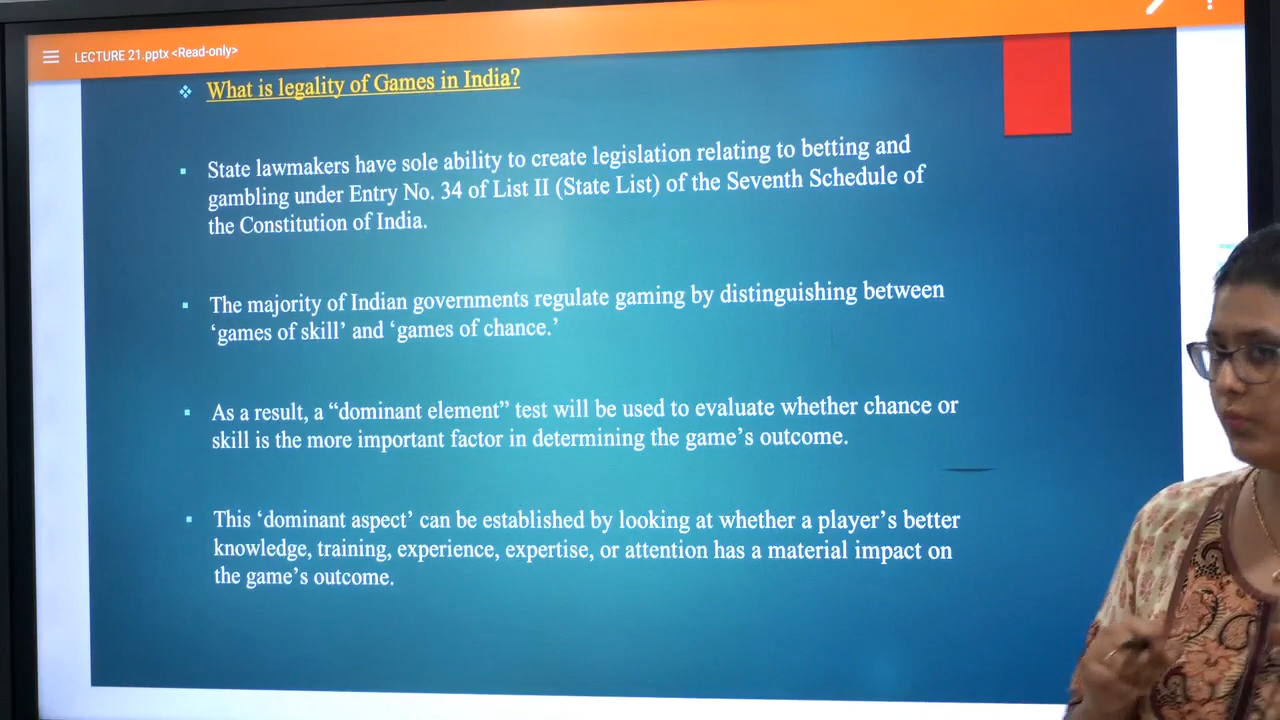 LECTURE 21.pptx <Read-only>
What is legality of Games in India?
State lawmakers have sole ability to create legislation relating to betting and
gambling under Entry No. 34 of List II (State List) of the Seventh Schedule of
the Constitution of India.
The majority of Indian governments regulate gaming by distinguishing between
‘games of skill’ and ‘games of chance.’
As a result, a “dominant element” test will be used to evaluate whether chance or
skill is the more important factor in determining the game’s outcome.
This ‘dominant aspect’ can be established by looking at whether a player’s better
knowledge, training, experience, expertise, or attention has a material impact on
the game’s outcome.